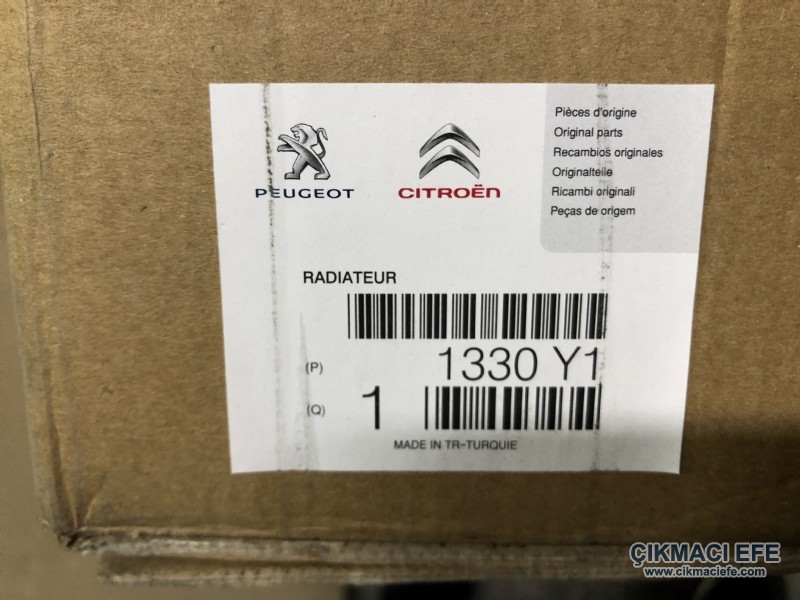 PEUGEOT
CITROËN
Pièces d'origine
Original parts
Recambios originales
Originalteile
Ricambi originali
Peças de origem
RADIATEUR
(P) 1330 Y1
(Q) 1
MADE IN TR-TURQUIE
ÇIKMACI EFE
www.cikmaciefe.com